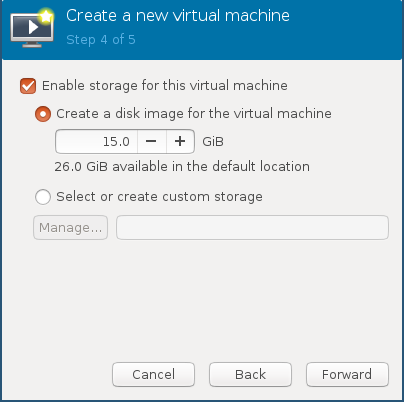 Create a new virtual machine
Step 4 of 5
Enable storage for this virtual machine
Create a disk image for the virtual machine
15.0 − + GiB
26.0 GiB available in the default location
Select or create custom storage
Manage...
Cancel Back Forward